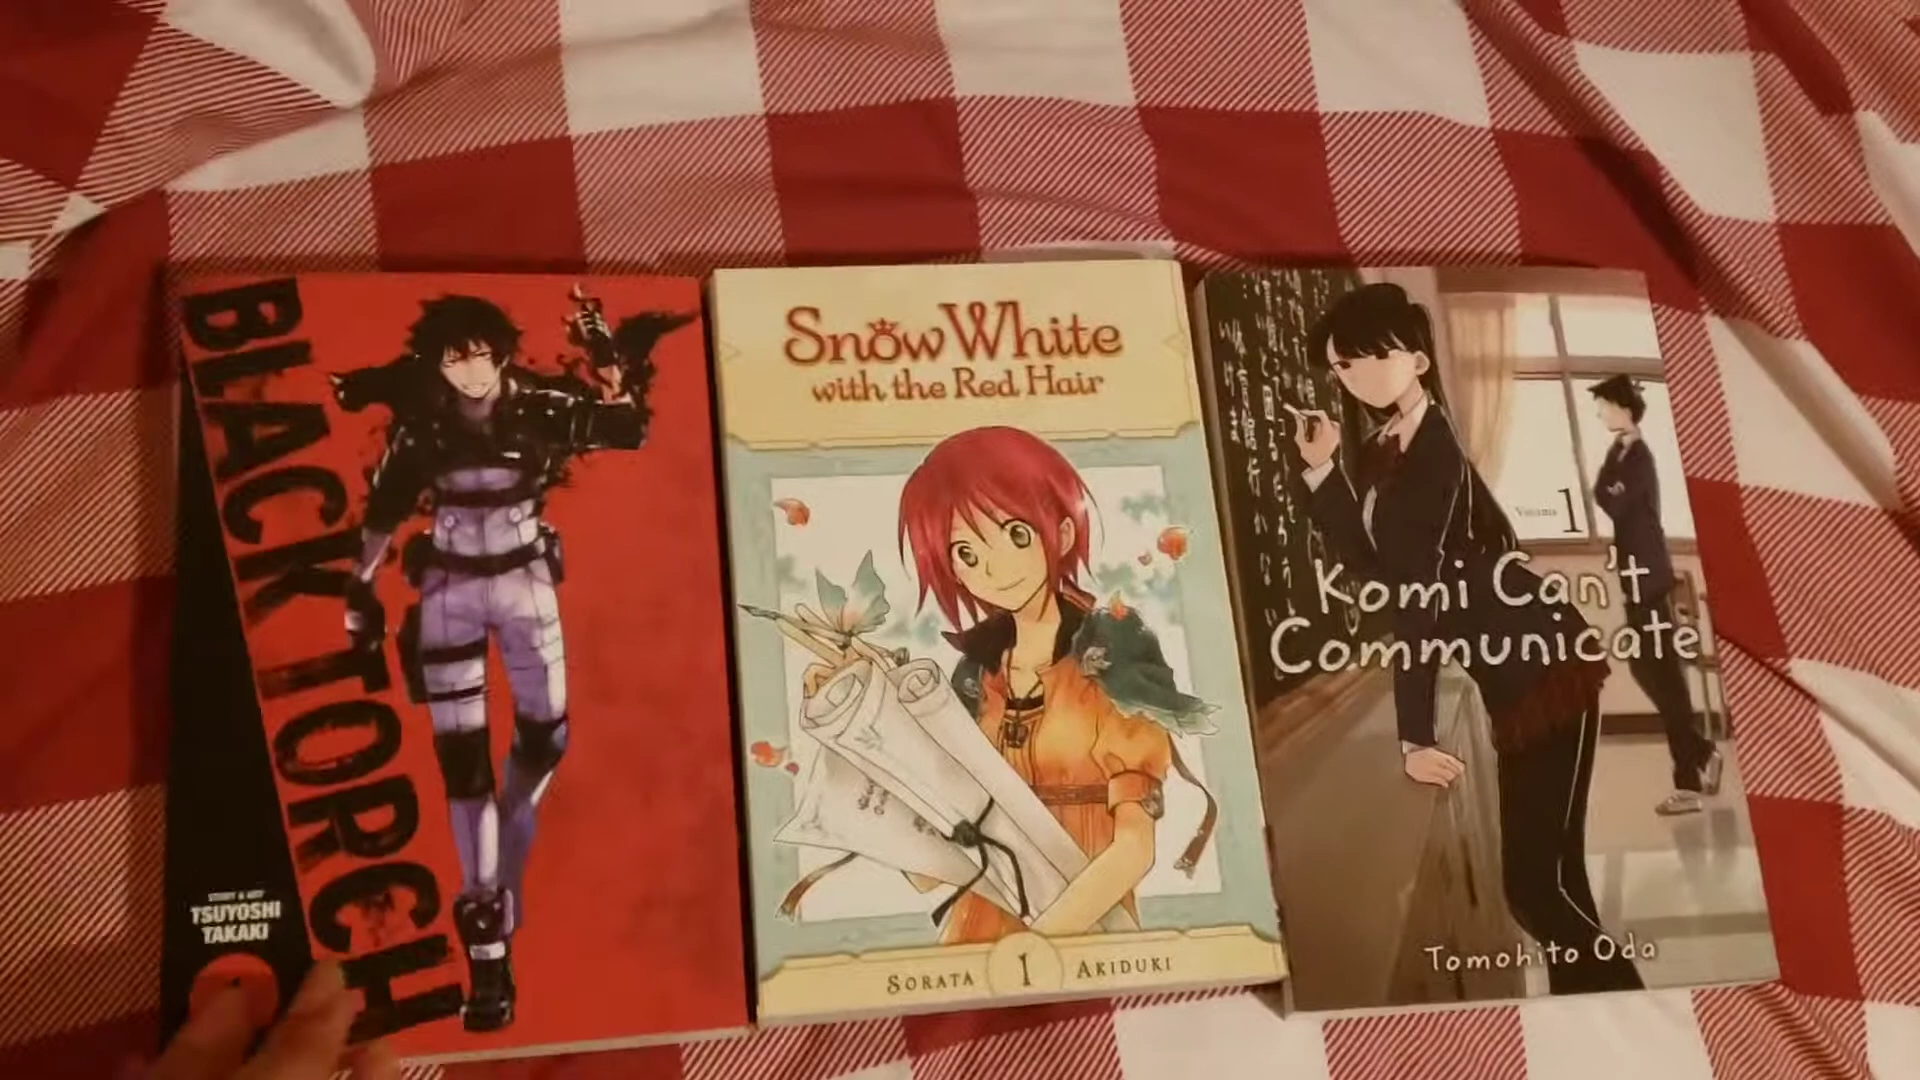 BLACK TORCH
STORY & ART
TSUYOSHI
TAKAKI
Snow White
with the Red Hair
SORATA 1 AKIDUKI
Volume 1
Komi Can't
Communicate
Tomohito Oda